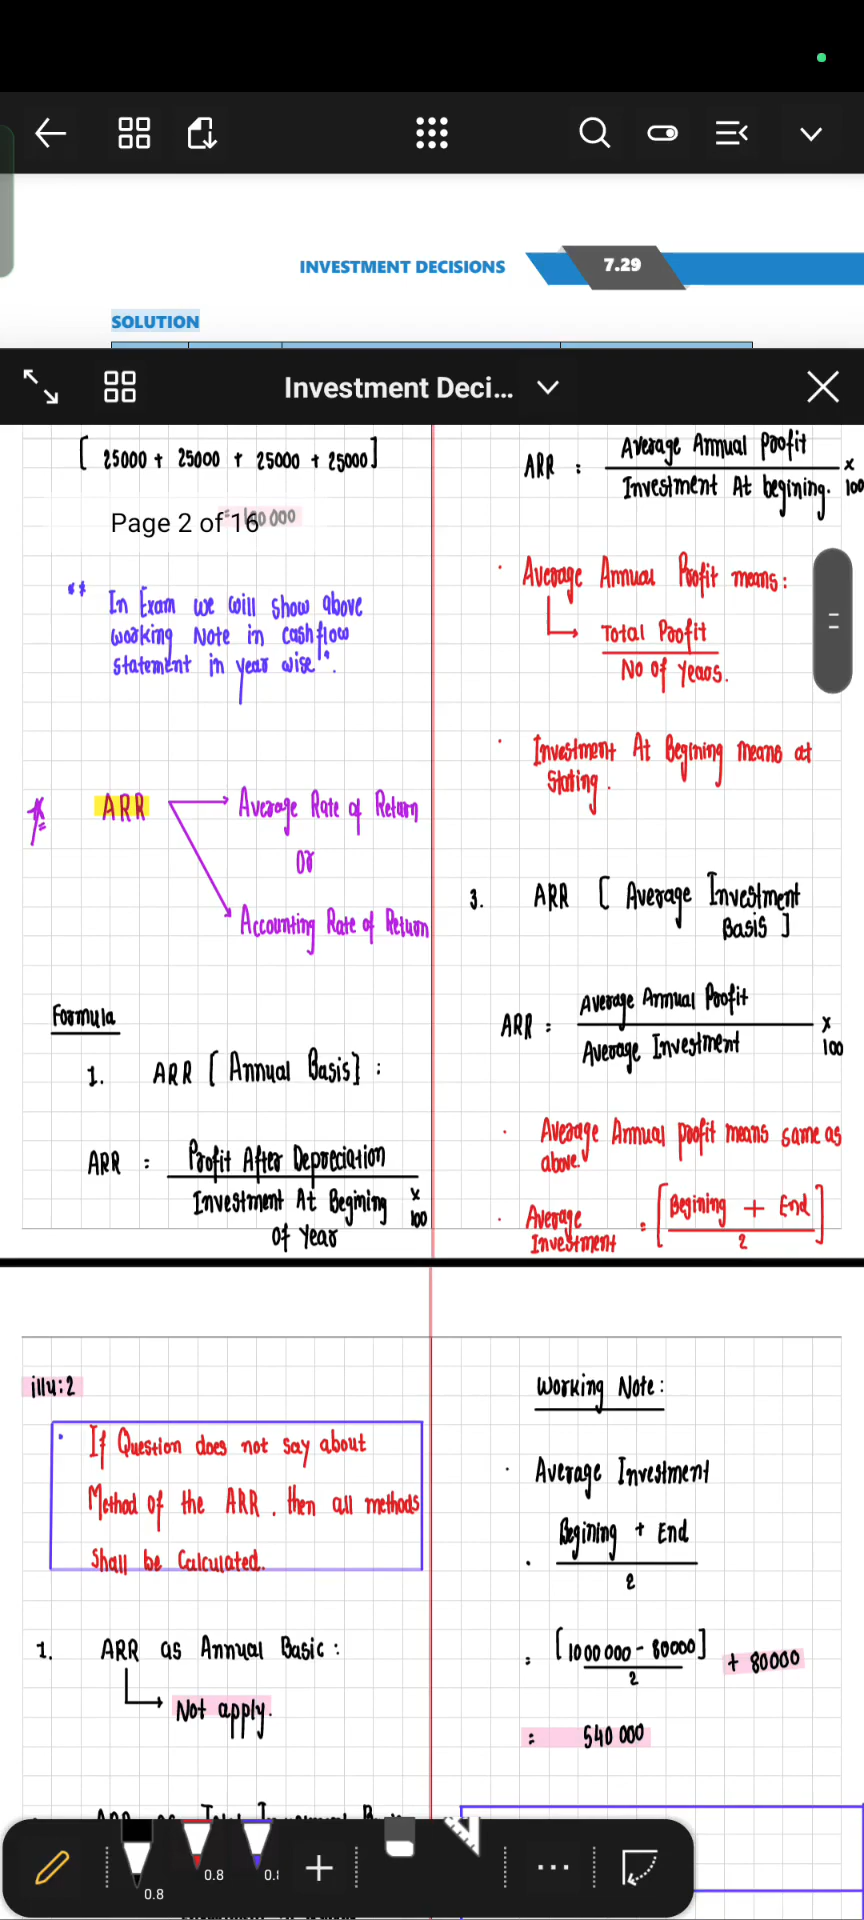 INVESTMENT DECISIONS
7.29
SOLUTION
Investment Deci...
[ 25000 + 25000 + 25000 + 25000 ]
Page 2 of 16
In Exam we will show above
working Note in cashflow
statement in year wise".
ARR
Average Rate of Return
or
Accounting Rate of Return
Formula
1. ARR [ Annual Basis] :
ARR = Profit After Depreciation
Investment At Begining
of Year
x
100
ARR = Average Annual Profit
Investment At begining.
x
100
Average Annual Profit means:
Total Profit
No of Years.
Investment At Begining means at
Stating.
3. ARR [ Average Investment
Basis ]
ARR = Average Annual Profit
Average Investment
x
100
Average Annual profit means same as
above.
Average
Investment = [Begining + End]
2
illu:2
If Question does not say about
Method of the ARR, then all methods
shall be Calculated.
1. ARR as Annual Basic :
Not apply.
Working Note:
Average Investment
Begining + End
2
= [1000 000 - 80000] + 80000
2
= 540 000
0.8
0.8